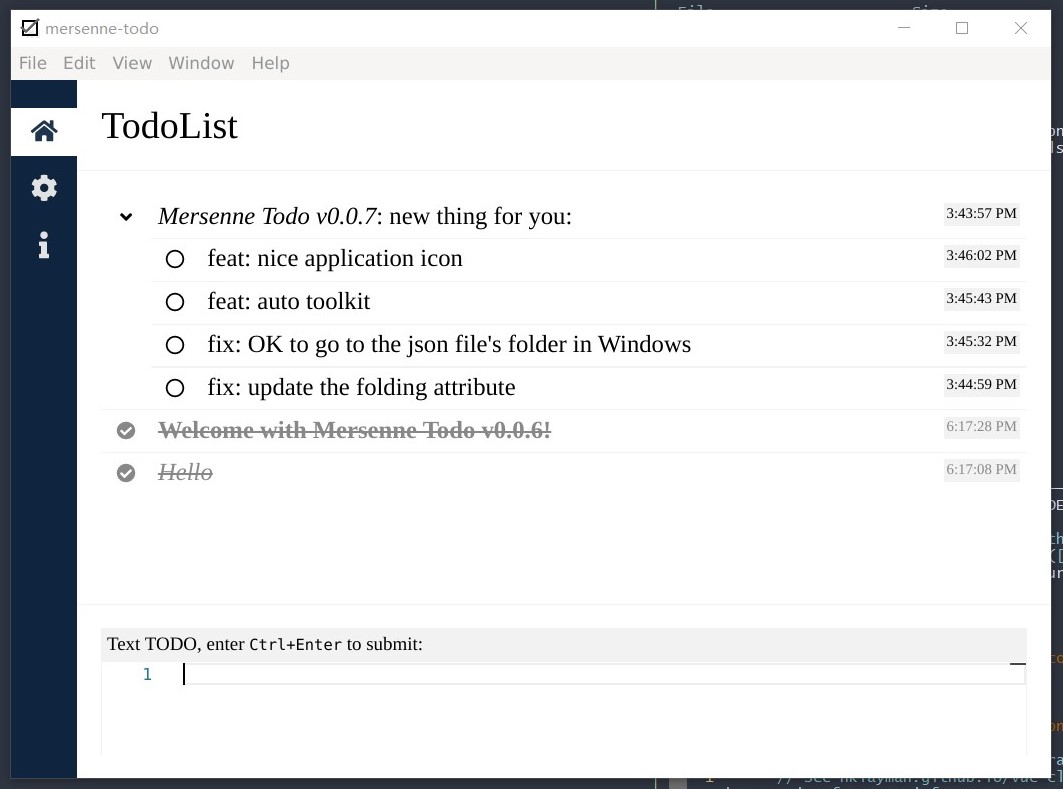 File Size
mersenne-todo
File Edit View Window Help
TodoList
Mersenne Todo v0.0.7: new thing for you: 3:43:57 PM
feat: nice application icon 3:46:02 PM
feat: auto toolkit 3:45:43 PM
fix: OK to go to the json file's folder in Windows 3:45:32 PM
fix: update the folding attribute 3:44:59 PM
Welcome with Mersenne Todo v0.0.6! 6:17:28 PM
Hello 6:17:08 PM
Text TODO, enter Ctrl+Enter to submit:
1